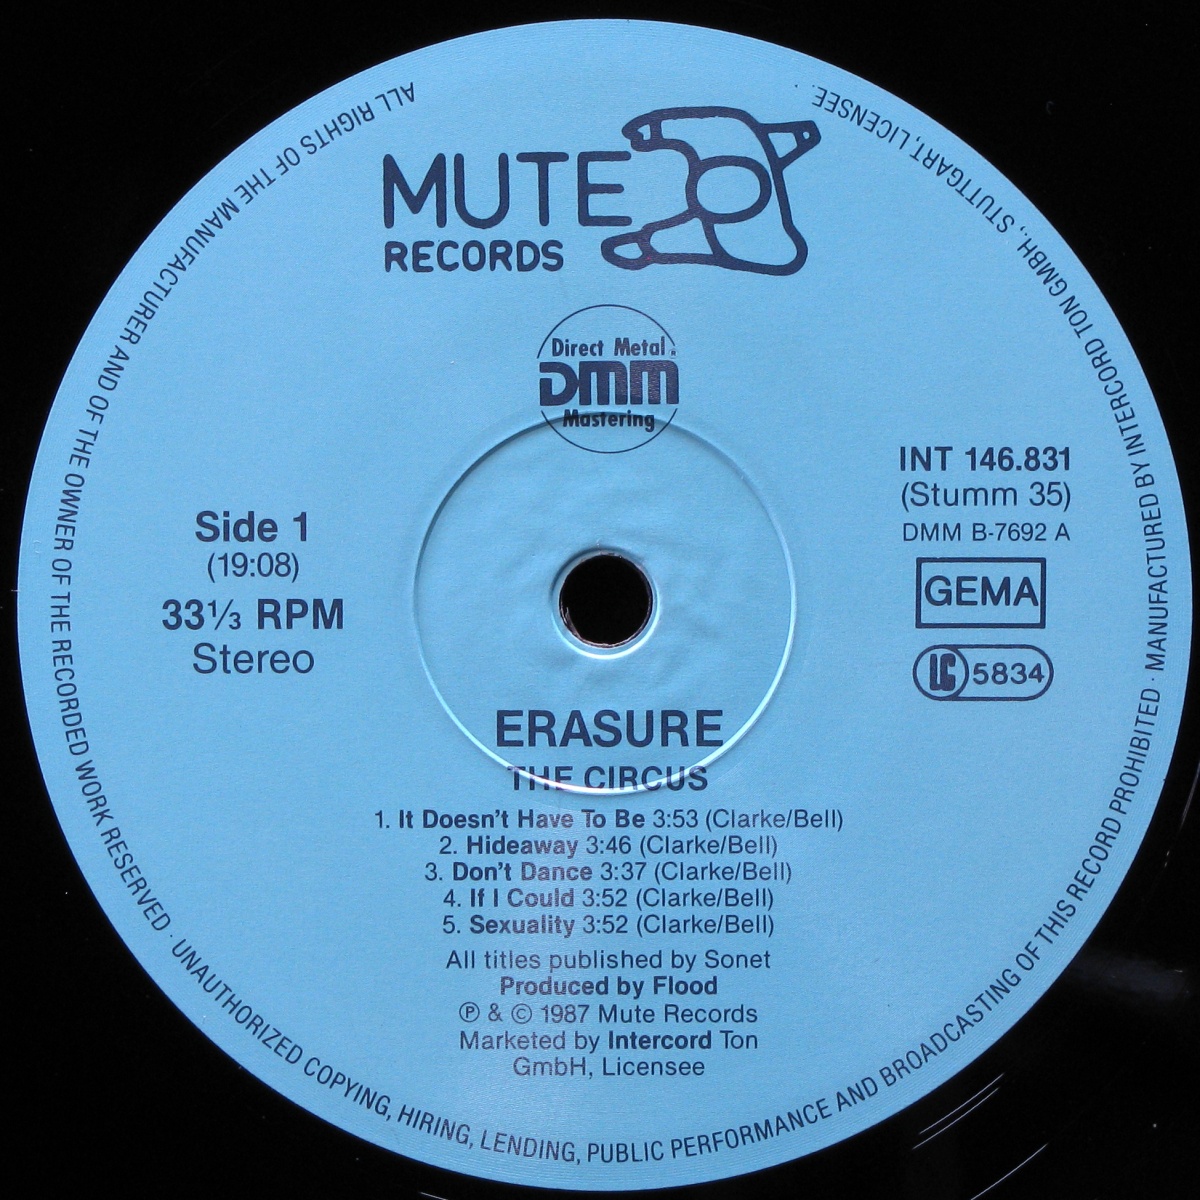 MUTE
RECORDS
Direct Metal
DMM
Mastering
INT 146.831
(Stumm 35)
DMM B-7692 A
GEMA
LC 5834
Side 1
(19:08)
33⅓ RPM
Stereo
ERASURE
THE CIRCUS
1. It Doesn't Have To Be 3:53 (Clarke/Bell)
2. Hideaway 3:46 (Clarke/Bell)
3. Don't Dance 3:37 (Clarke/Bell)
4. If I Could 3:52 (Clarke/Bell)
5. Sexuality 3:52 (Clarke/Bell)
All titles published by Sonet
Produced by Flood
℗ & © 1987 Mute Records
Marketed by Intercord Ton
GmbH, Licensee
ALL RIGHTS OF THE MANUFACTURER AND OF THE OWNER OF THE RECORDED WORK RESERVED · UNAUTHORIZED COPYING, HIRING, LENDING, PUBLIC PERFORMANCE AND BROADCASTING OF THIS RECORD PROHIBITED · MANUFACTURED BY INTERCORD TON GMBH., STUTTGART, LICENSEE.